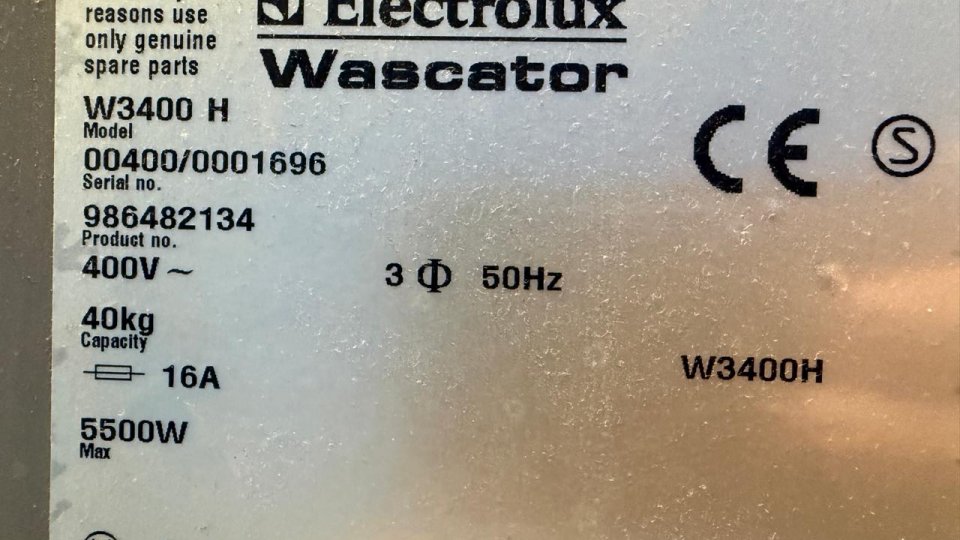 reasons use
only genuine
spare parts
Electrolux
Wascator
W3400 H
Model
00400/0001696
Serial no.
986482134
Product no.
400V ~ 3 Φ 50Hz
40kg
Capacity
16A
W3400H
5500W
Max
CE
S